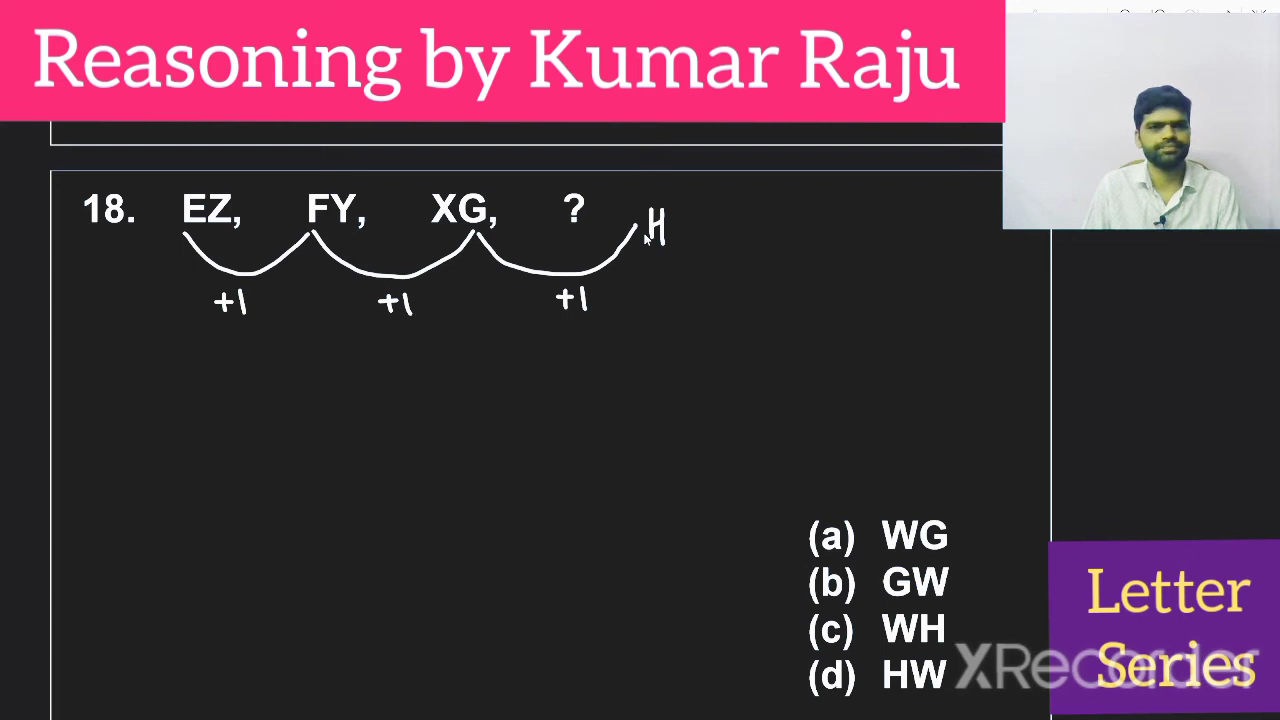 Reasoning by Kumar Raju
18. EZ, FY, XG, ? H
+1 +1 +1
(a) WG
(b) GW
(c) WH
(d) HW
Letter
Series
XRecorder